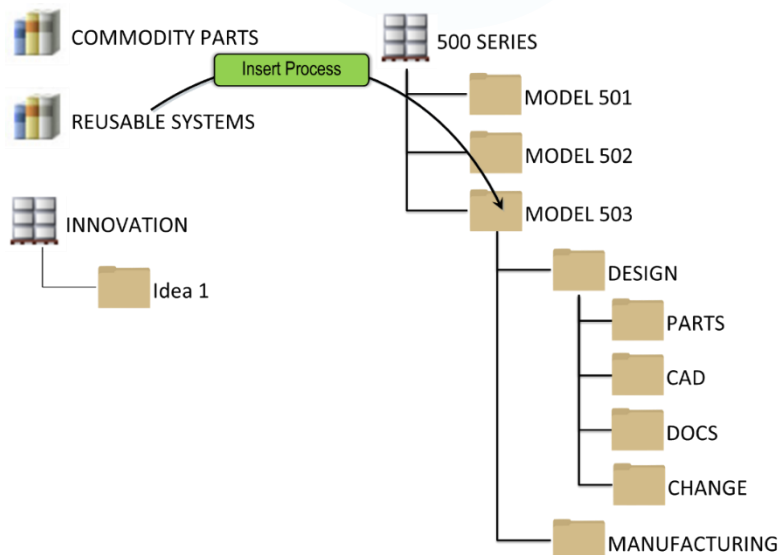 COMMODITY PARTS
500 SERIES
Insert Process
MODEL 501
REUSABLE SYSTEMS
MODEL 502
MODEL 503
INNOVATION
DESIGN
Idea 1
PARTS
CAD
DOCS
CHANGE
MANUFACTURING